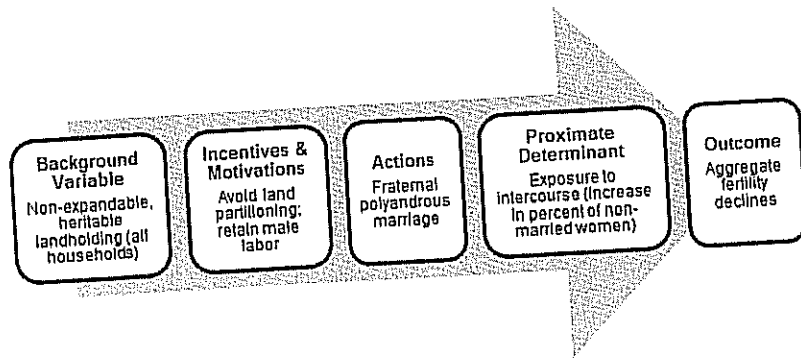 Background
Variable
Non-expandable,
heritable
landholding (all
households)
Incentives &
Motivations
Avoid land
partitioning;
retain male
labor
Actions
Fraternal
polyandrous
marriage
Proximate
Determinant
Exposure to
intercourse (Increase
in percent of non-
married women)
Outcome
Aggregate
fertility
declines